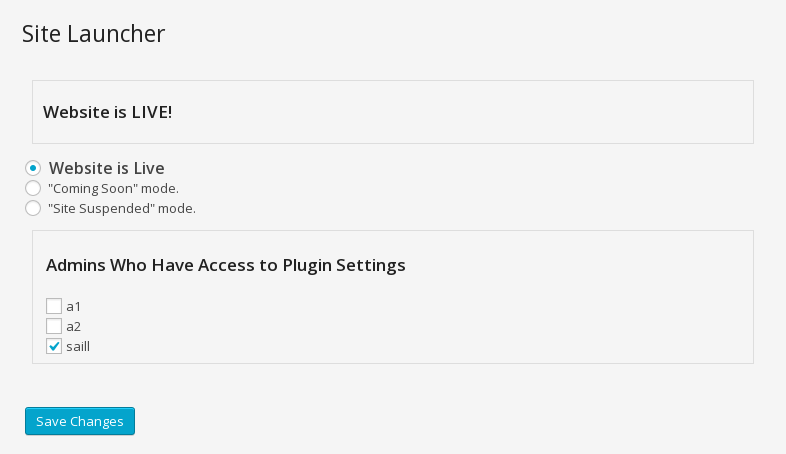 Site Launcher
Website is LIVE!
Website is Live
"Coming Soon" mode.
"Site Suspended" mode.
Admins Who Have Access to Plugin Settings
a1
a2
saill
Save Changes